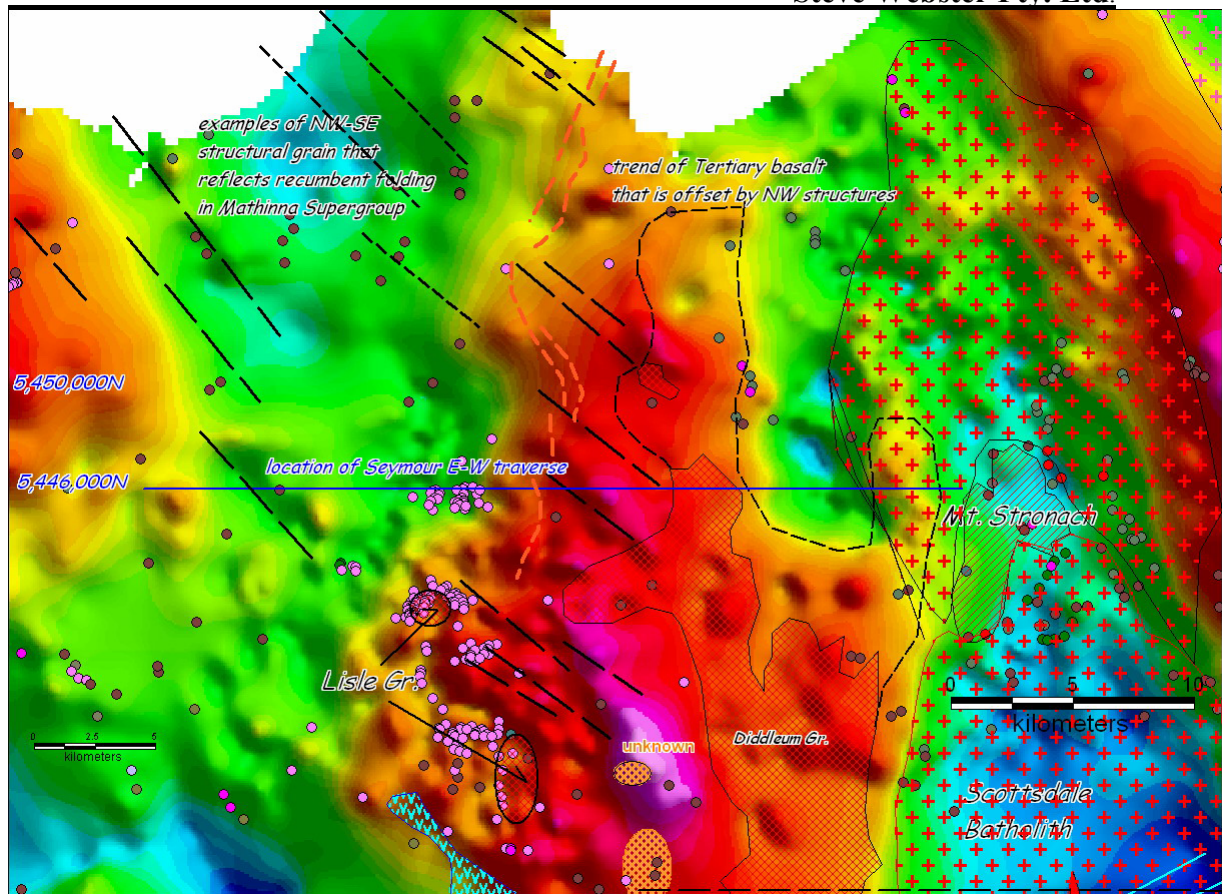 Steve Webster Pty. Ltd.
examples of NW-SE
structural grain that
reflects recumbent folding
in Mathinna Supergroup
trend of Tertiary basalt
that is offset by NW structures
5,450,000N
5,446,000N
location of Seymour E-W traverse
Mt. Stronach
Lisle Gr.
0 5 10
kilometers
0 2.5 5
kilometers
unknown
Diddleum Gr.
Scottsdale
Batholith